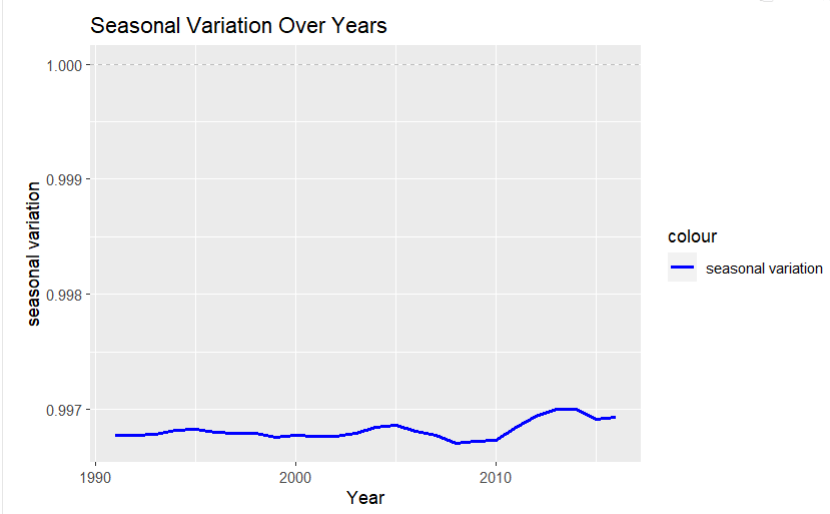 Seasonal Variation Over Years
1.000
0.999
0.998
0.997
seasonal variation
1990
2000
2010
Year
colour
seasonal variation